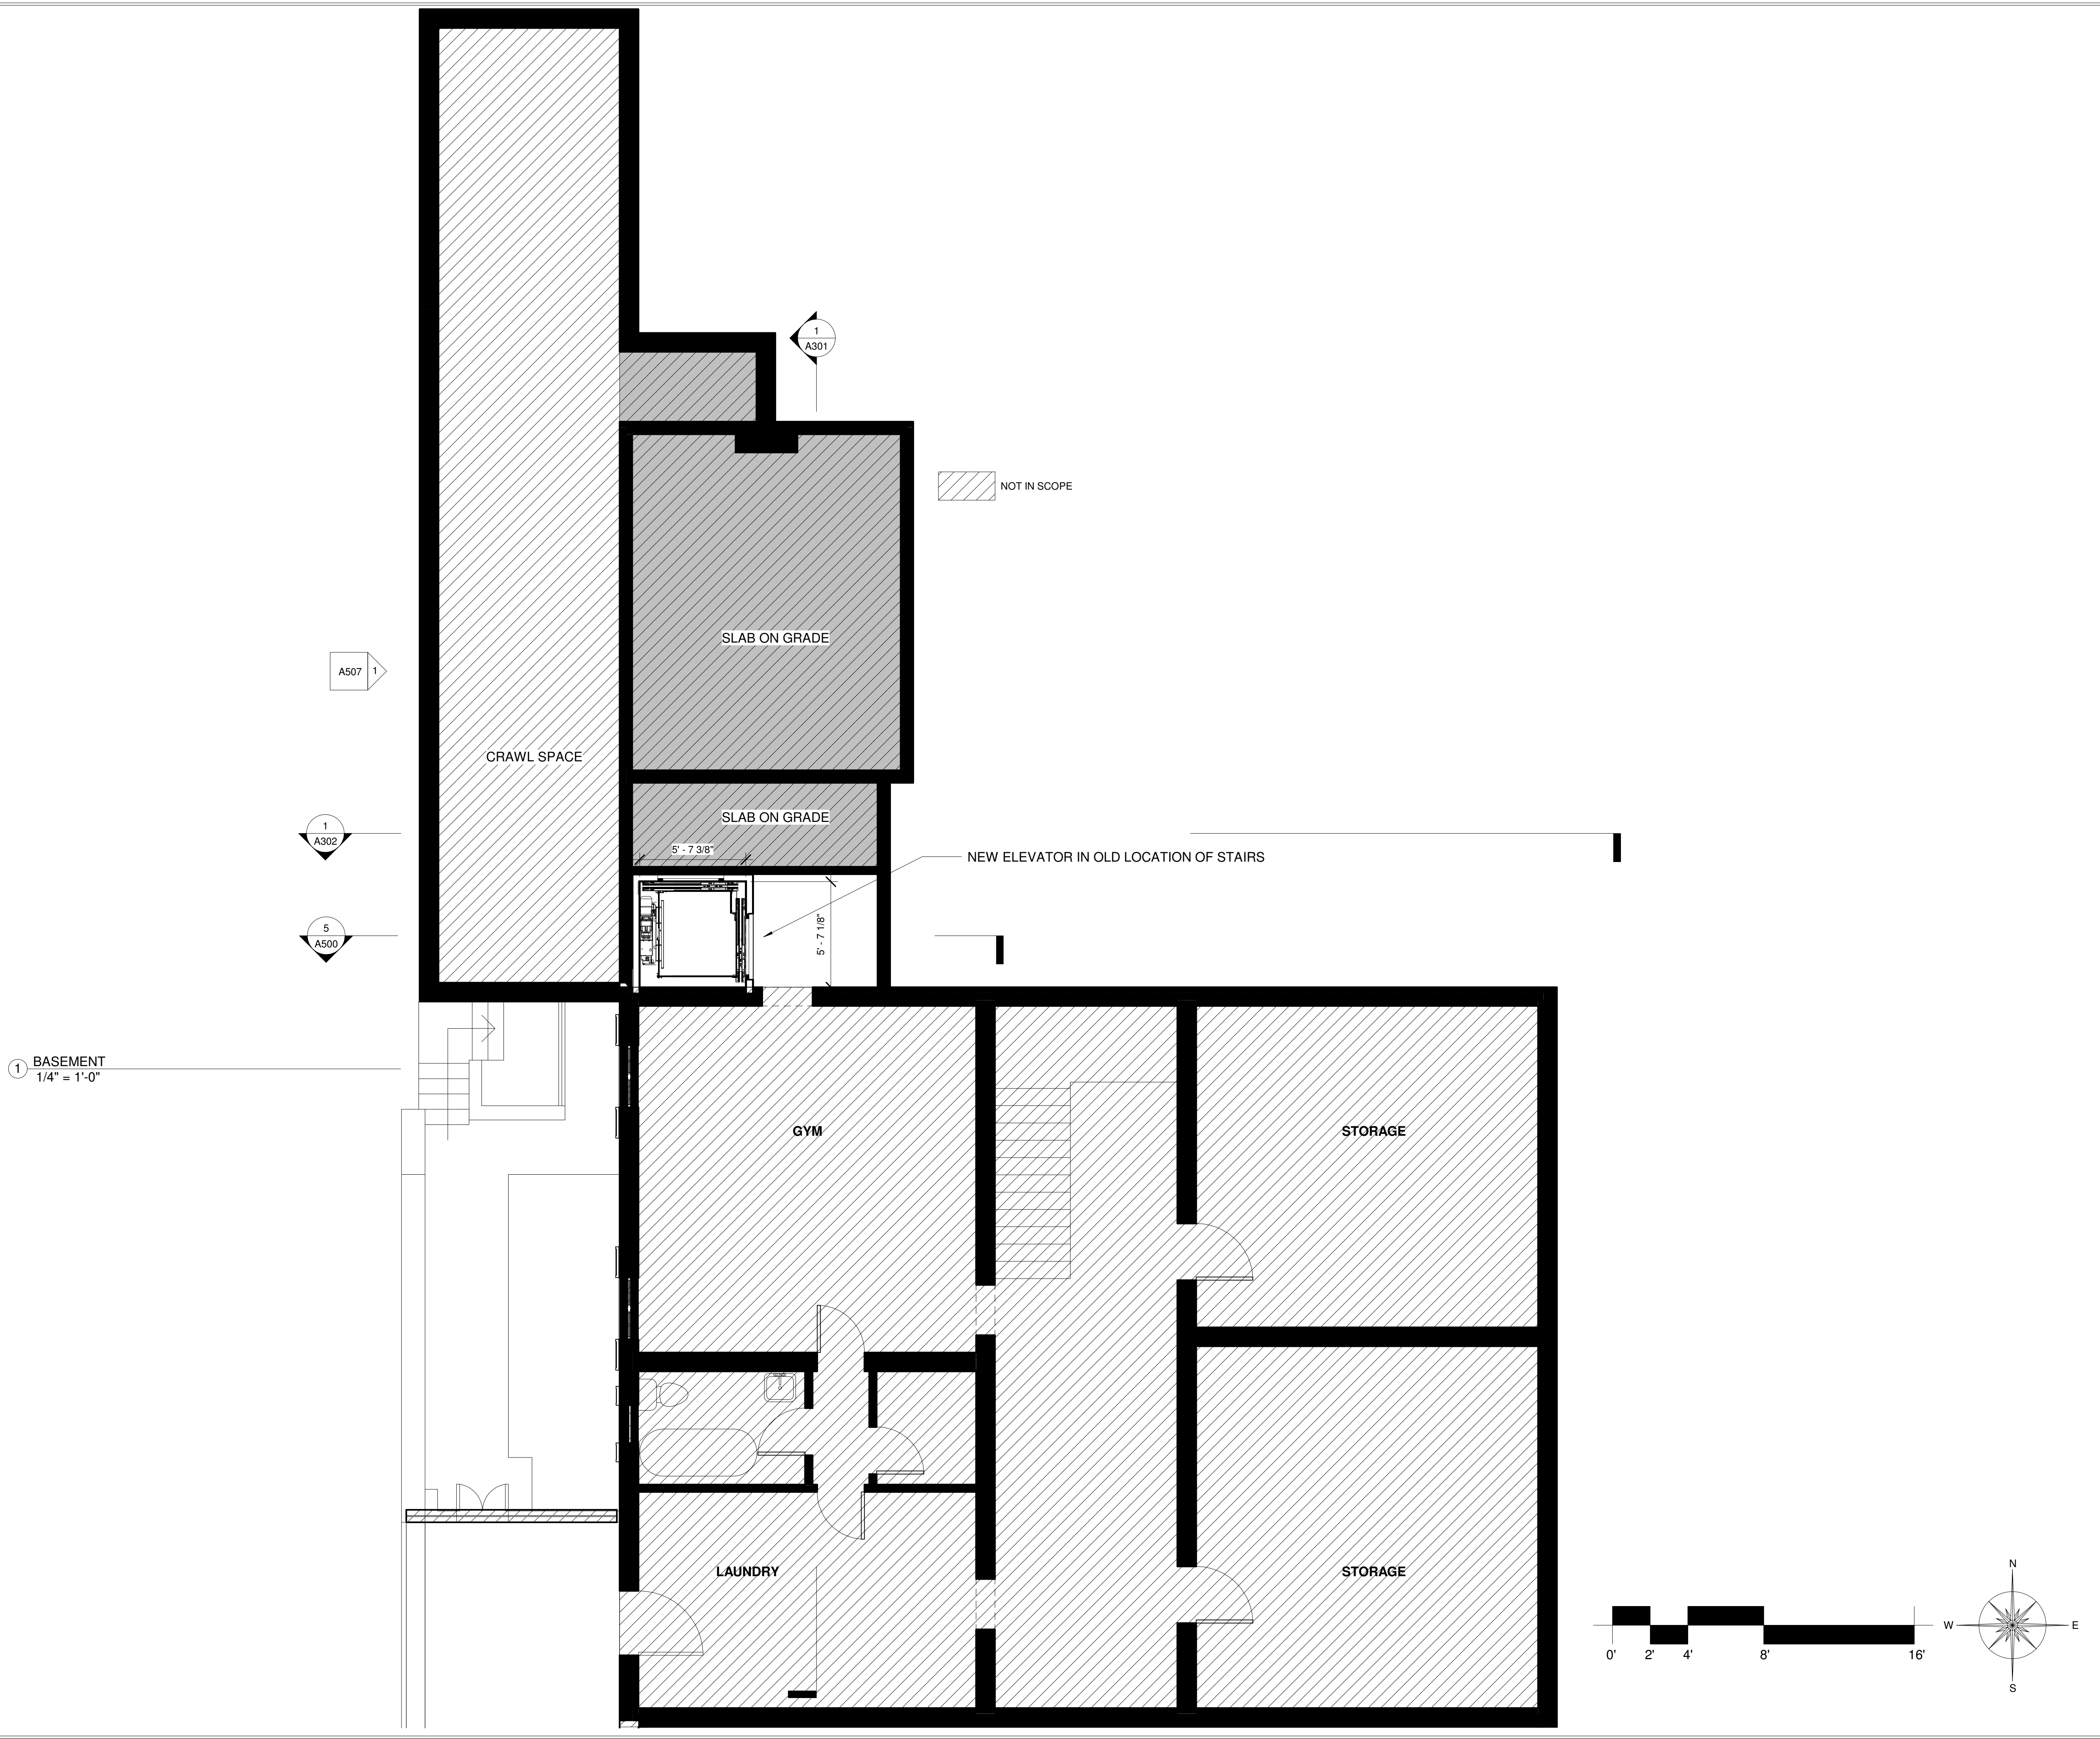 1
A301
NOT IN SCOPE
SLAB ON GRADE
A507
1
CRAWL SPACE
SLAB ON GRADE
1
A302
5' - 7 3/8"
NEW ELEVATOR IN OLD LOCATION OF STAIRS
5' - 7 1/8"
5
A500
1
BASEMENT
1/4" = 1'-0"
GYM
STORAGE
LAUNDRY
STORAGE
N
W
E
S
0'
2'
4'
8'
16'